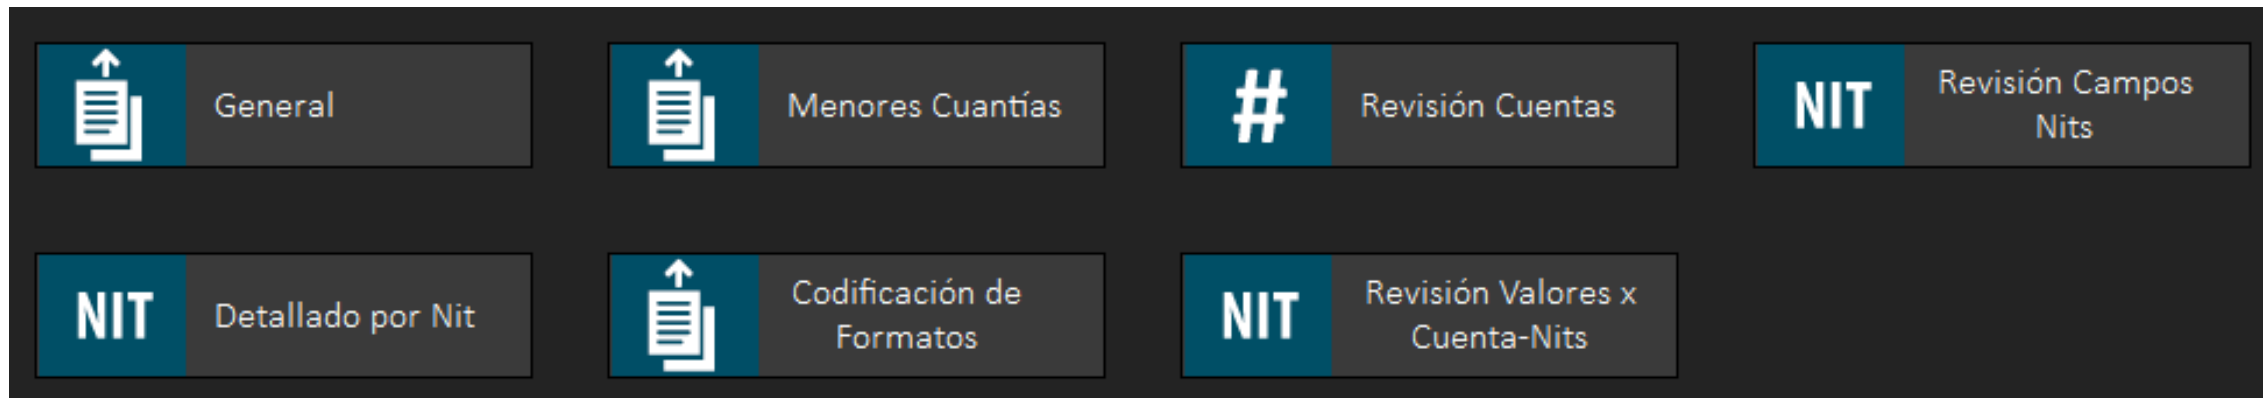 General
Menores Cuantías
#
Revisión Cuentas
NIT
Revisión Campos
Nits
NIT
Detallado por Nit
Codificación de
Formatos
NIT
Revisión Valores x
Cuenta-Nits